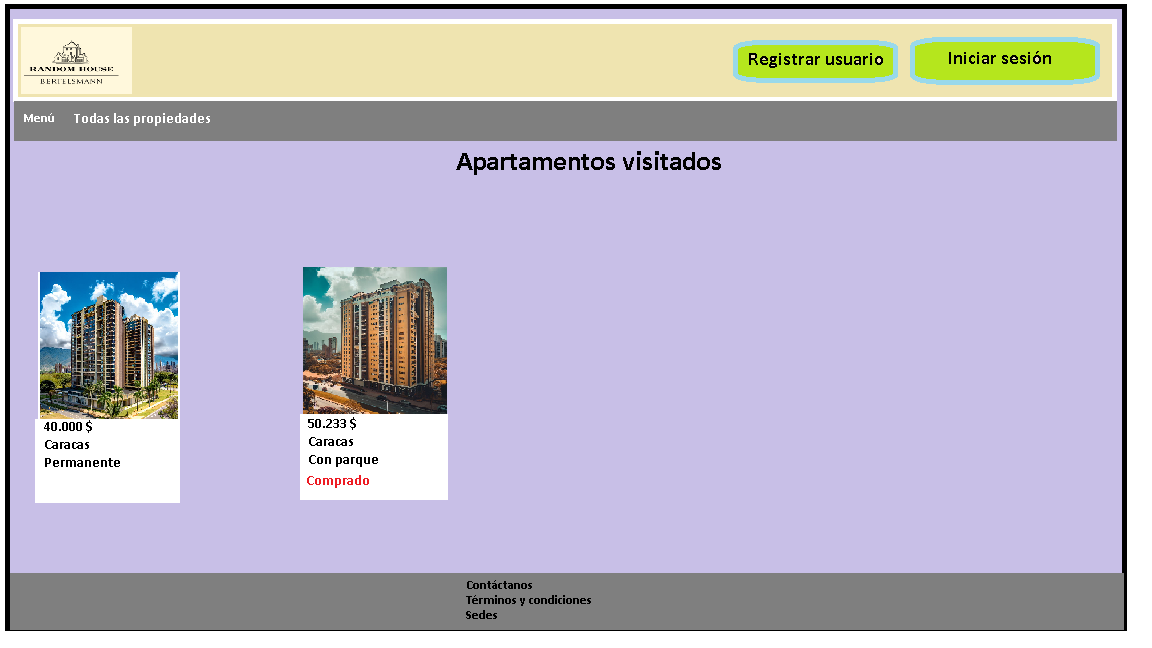 RANDOM HOUSE
BERTELSMANN
Registrar usuario
Iniciar sesión
Menú
Todas las propiedades
Apartamentos visitados
40.000 $
Caracas
Permanente
50.233 $
Caracas
Con parque
Comprado
Contáctanos
Términos y condiciones
Sedes